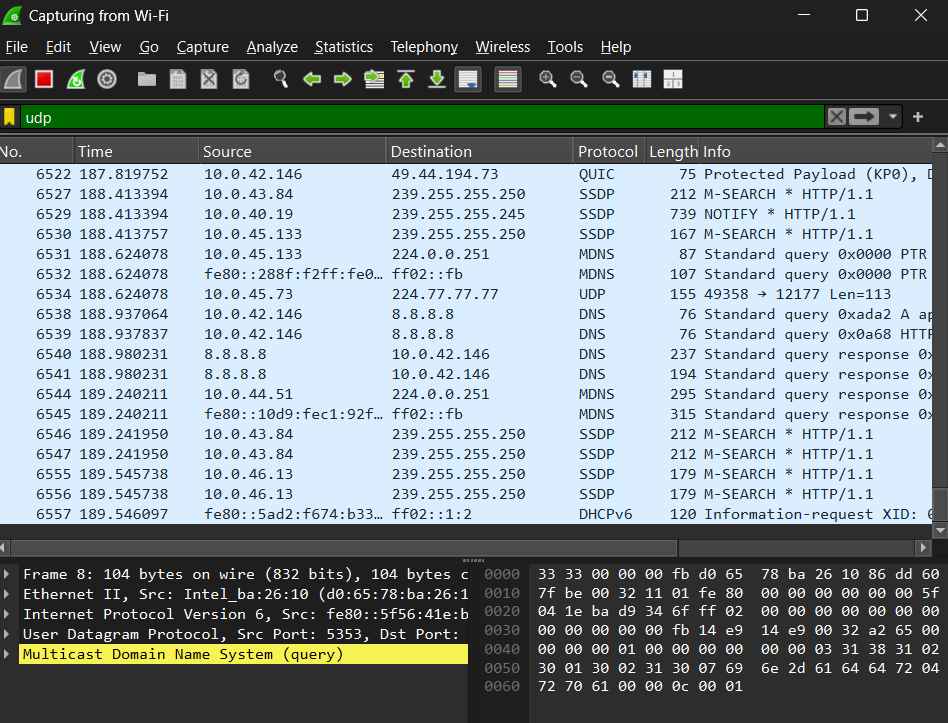 Capturing from Wi-Fi
File Edit View Go Capture Analyze Statistics Telephony Wireless Tools Help
udp
No. Time Source Destination Protocol Length Info
6522 187.819752 10.0.42.146 49.44.194.73 QUIC 75 Protected Payload (KP0),
6527 188.413394 10.0.43.84 239.255.255.250 SSDP 212 M-SEARCH * HTTP/1.1
6529 188.413394 10.0.40.19 239.255.255.245 SSDP 739 NOTIFY * HTTP/1.1
6530 188.413757 10.0.45.133 239.255.255.250 SSDP 167 M-SEARCH * HTTP/1.1
6531 188.624078 10.0.45.133 224.0.0.251 MDNS 87 Standard query 0x0000 PTR
6532 188.624078 fe80::288f:f2ff:fe0… ff02::fb MDNS 107 Standard query 0x0000 PTR
6534 188.624078 10.0.45.73 224.77.77.77 UDP 155 49358 → 12177 Len=113
6538 188.937064 10.0.42.146 8.8.8.8 DNS 76 Standard query 0xada2 A ap
6539 188.937837 10.0.42.146 8.8.8.8 DNS 76 Standard query 0x0a68 HTTP
6540 188.980231 8.8.8.8 10.0.42.146 DNS 237 Standard query response 0x
6541 188.980231 8.8.8.8 10.0.42.146 DNS 194 Standard query response 0x
6544 189.240211 10.0.44.51 224.0.0.251 MDNS 295 Standard query response 0x
6545 189.240211 fe80::10d9:fec1:92f… ff02::fb MDNS 315 Standard query response 0x
6546 189.241950 10.0.43.84 239.255.255.250 SSDP 212 M-SEARCH * HTTP/1.1
6547 189.241950 10.0.43.84 239.255.255.250 SSDP 212 M-SEARCH * HTTP/1.1
6555 189.545738 10.0.46.13 239.255.255.250 SSDP 179 M-SEARCH * HTTP/1.1
6556 189.545738 10.0.46.13 239.255.255.250 SSDP 179 M-SEARCH * HTTP/1.1
6557 189.546097 fe80::5ad2:f674:b33… ff02::1:2 DHCPv6 120 Information-request XID:
Frame 8: 104 bytes on wire (832 bits), 104 bytes c
Ethernet II, Src: Intel_ba:26:10 (d0:65:78:ba:26:1
Internet Protocol Version 6, Src: fe80::5f56:41e:b
User Datagram Protocol, Src Port: 5353, Dst Port:
Multicast Domain Name System (query)
0000 33 33 00 00 00 fb d0 65 78 ba 26 10 86 dd 60
0010 7f be 00 32 11 01 fe 80 00 00 00 00 00 00 5f
0020 04 1e ba d9 34 6f ff 02 00 00 00 00 00 00 00
0030 00 00 00 00 00 fb 14 e9 14 e9 00 32 a2 65 00
0040 00 00 00 01 00 00 00 00 00 00 03 31 38 31 02
0050 30 01 30 02 31 30 07 69 6e 2d 61 64 64 72 04
0060 72 70 61 00 00 0c 00 01